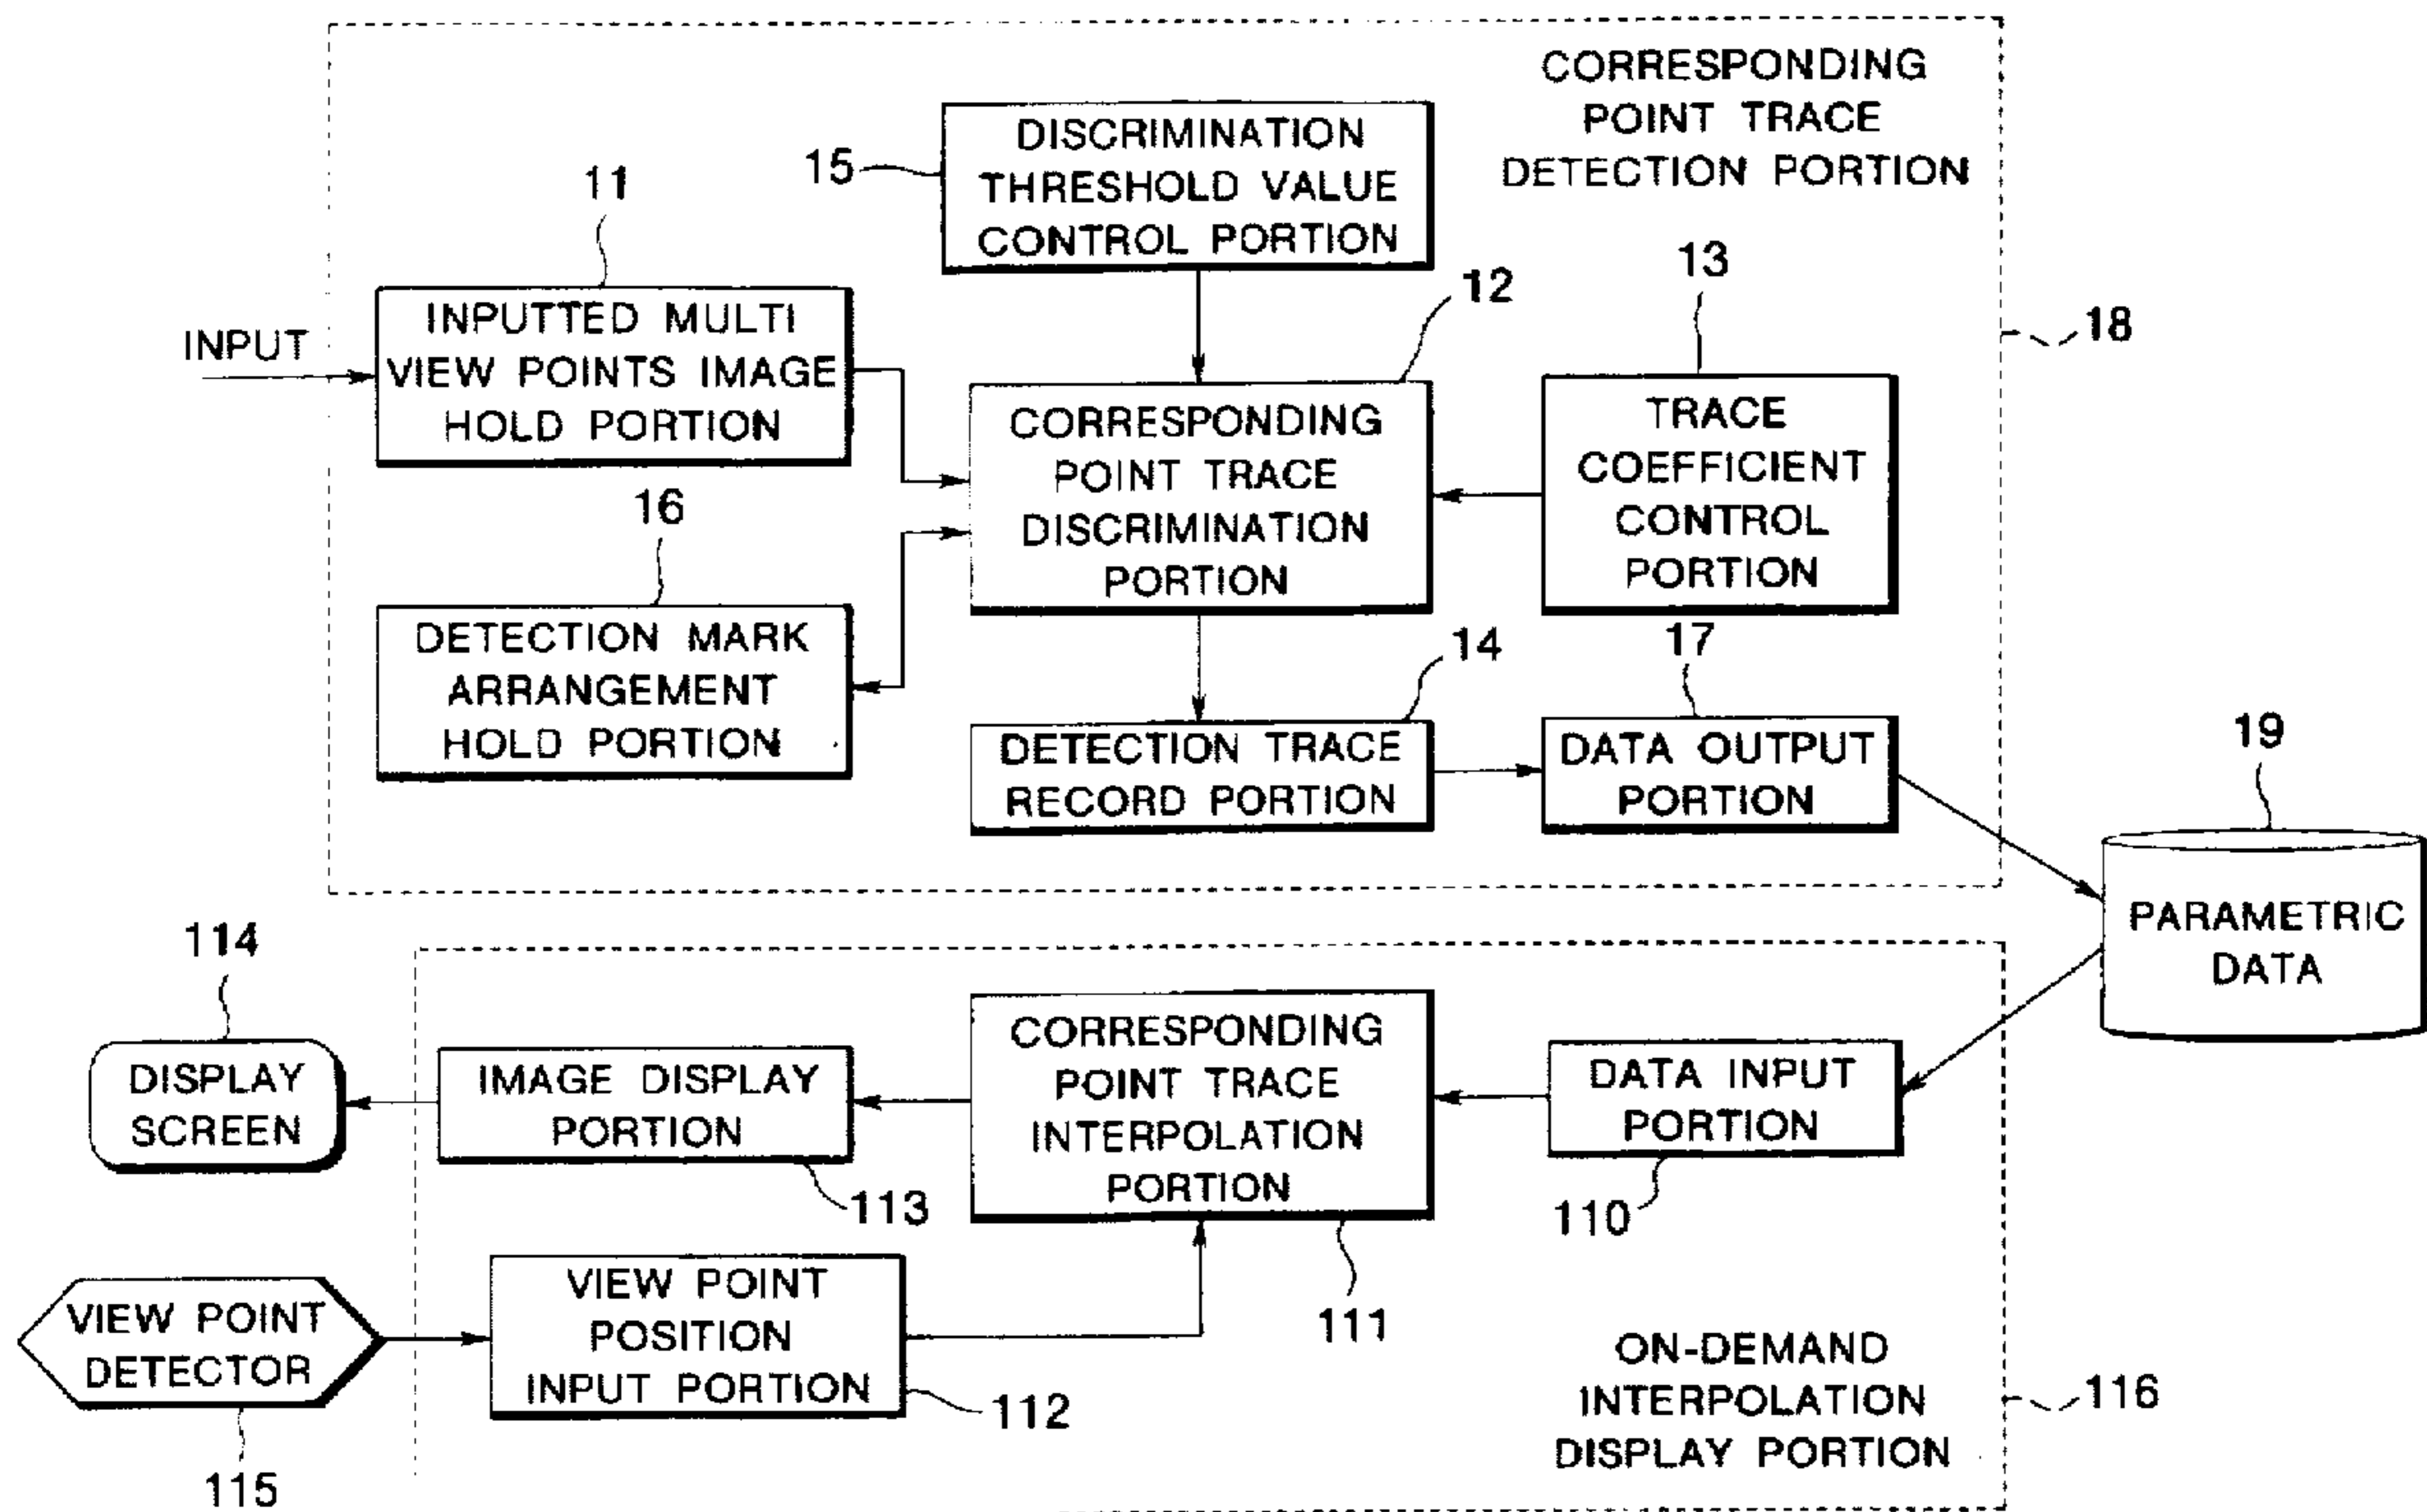 CORRESPONDING
POINT TRACE
DETECTION PORTION
DISCRIMINATION
THRESHOLD VALUE
CONTROL PORTION
15
11
INPUT
INPUTTED MULTI
VIEW POINTS IMAGE
HOLD PORTION
12
13
18
CORRESPONDING
POINT TRACE
DISCRIMINATION
PORTION
TRACE
COEFFICIENT
CONTROL
PORTION
16
DETECTION MARK
ARRANGEMENT
HOLD PORTION
14
17
DETECTION TRACE
RECORD PORTION
DATA OUTPUT
PORTION
19
PARAMETRIC
DATA
114
DISPLAY
SCREEN
IMAGE DISPLAY
PORTION
113
CORRESPONDING
POINT TRACE
INTERPOLATION
PORTION
111
DATA INPUT
PORTION
110
VIEW POINT
DETECTOR
115
VIEW POINT
POSITION
INPUT PORTION
112
ON-DEMAND
INTERPOLATION
DISPLAY PORTION
116